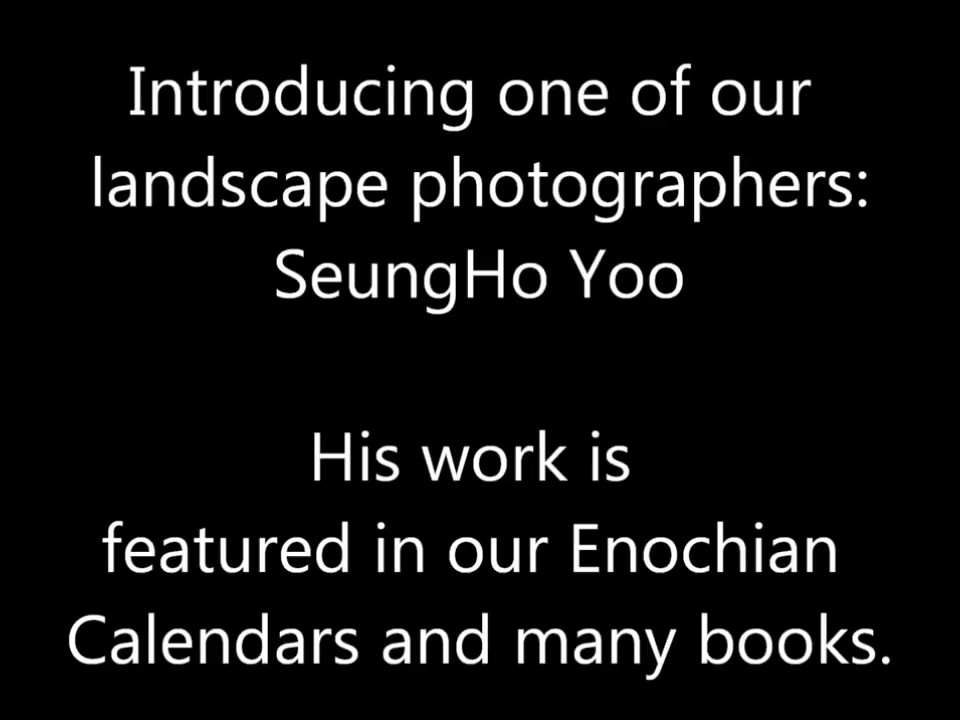 Introducing one of our
landscape photographers:
SeungHo Yoo
His work is
featured in our Enochian
Calendars and many books.